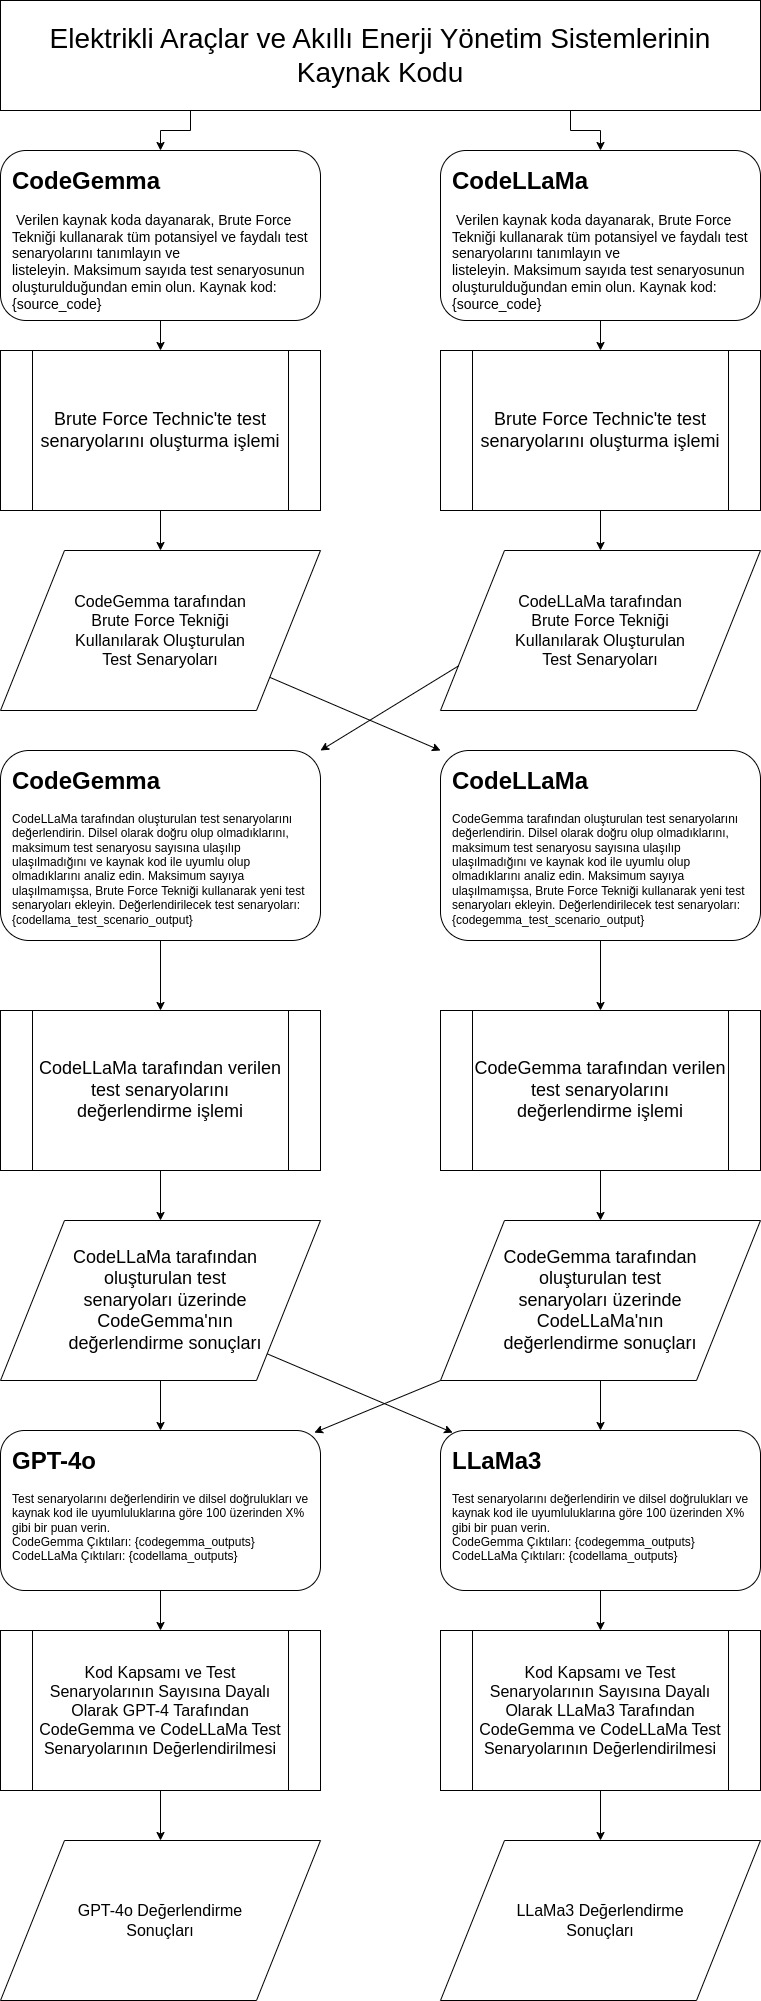 Elektrikli Araçlar ve Akıllı Enerji Yönetim Sistemlerinin
Kaynak Kodu
CodeGemma
Verilen kaynak koda dayanarak, Brute Force
Tekniği kullanarak tüm potansiyel ve faydalı test
senaryolarını tanımlayın ve
listeleyin. Maksimum sayıda test senaryosunun
oluşturulduğundan emin olun. Kaynak kod:
{source_code}
CodeLLaMa
Verilen kaynak koda dayanarak, Brute Force
Tekniği kullanarak tüm potansiyel ve faydalı test
senaryolarını tanımlayın ve
listeleyin. Maksimum sayıda test senaryosunun
oluşturulduğundan emin olun. Kaynak kod:
{source_code}
Brute Force Technic'te test
senaryolarını oluşturma işlemi
Brute Force Technic'te test
senaryolarını oluşturma işlemi
CodeGemma tarafından
Brute Force Tekniği
Kullanılarak Oluşturulan
Test Senaryoları
CodeLLaMa tarafından
Brute Force Tekniği
Kullanılarak Oluşturulan
Test Senaryoları
CodeGemma
CodeLLaMa tarafından oluşturulan test senaryolarını
değerlendirin. Dilsel olarak doğru olup olmadıklarını,
maksimum test senaryosu sayısına ulaşılıp
ulaşılmadığını ve kaynak kod ile uyumlu olup
olmadıklarını analiz edin. Maksimum sayıya
ulaşılmamışsa, Brute Force Tekniği kullanarak yeni test
senaryoları ekleyin. Değerlendirilecek test senaryoları:
{codellama_test_scenario_output}
CodeLLaMa
CodeGemma tarafından oluşturulan test senaryolarını
değerlendirin. Dilsel olarak doğru olup olmadıklarını,
maksimum test senaryosu sayısına ulaşılıp
ulaşılmadığını ve kaynak kod ile uyumlu olup
olmadıklarını analiz edin. Maksimum sayıya
ulaşılmamışsa, Brute Force Tekniği kullanarak yeni test
senaryoları ekleyin. Değerlendirilecek test senaryoları:
{codegemma_test_scenario_output}
CodeLLaMa tarafından verilen
test senaryolarını
değerlendirme işlemi
CodeGemma tarafından verilen
test senaryolarını
değerlendirme işlemi
CodeLLaMa tarafından
oluşturulan test
senaryoları üzerinde
CodeGemma'nın
değerlendirme sonuçları
CodeGemma tarafından
oluşturulan test
senaryoları üzerinde
CodeLLaMa'nın
değerlendirme sonuçları
GPT-4o
Test senaryolarını değerlendirin ve dilsel doğrulukları ve
kaynak kod ile uyumluluklarına göre 100 üzerinden X%
gibi bir puan verin.
CodeGemma Çıktıları: {codegemma_outputs}
CodeLLaMa Çıktıları: {codellama_outputs}
LLaMa3
Test senaryolarını değerlendirin ve dilsel doğrulukları ve
kaynak kod ile uyumluluklarına göre 100 üzerinden X%
gibi bir puan verin.
CodeGemma Çıktıları: {codegemma_outputs}
CodeLLaMa Çıktıları: {codellama_outputs}
Kod Kapsamı ve Test
Senaryolarının Sayısına Dayalı
Olarak GPT-4 Tarafından
CodeGemma ve CodeLLaMa Test
Senaryolarının Değerlendirilmesi
Kod Kapsamı ve Test
Senaryolarının Sayısına Dayalı
Olarak LLaMa3 Tarafından
CodeGemma ve CodeLLaMa Test
Senaryolarının Değerlendirilmesi
GPT-4o Değerlendirme
Sonuçları
LLaMa3 Değerlendirme
Sonuçları